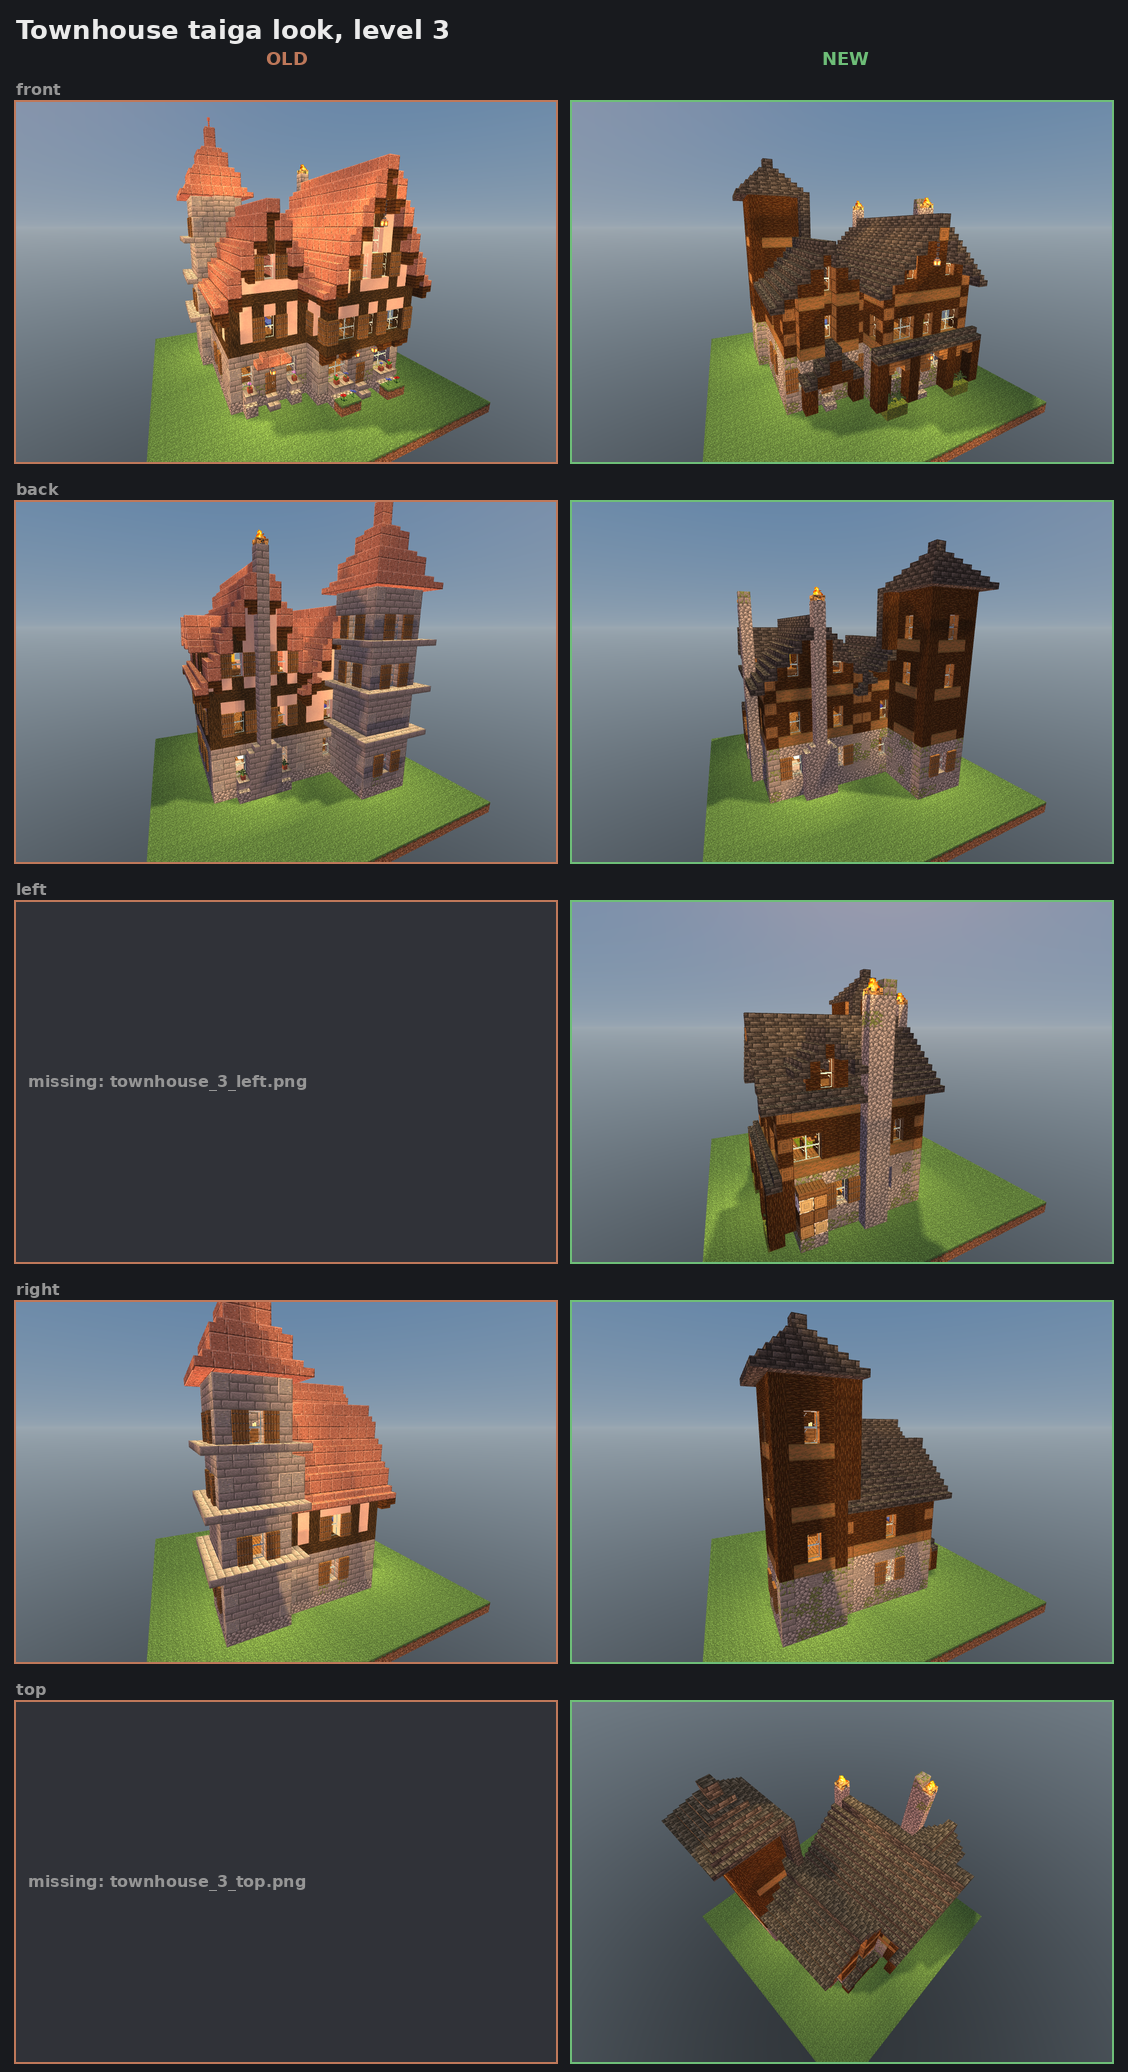 Townhouse taiga look, level 3
OLD NEW
front
back
left
missing: townhouse_3_left.png
right
top
missing: townhouse_3_top.png